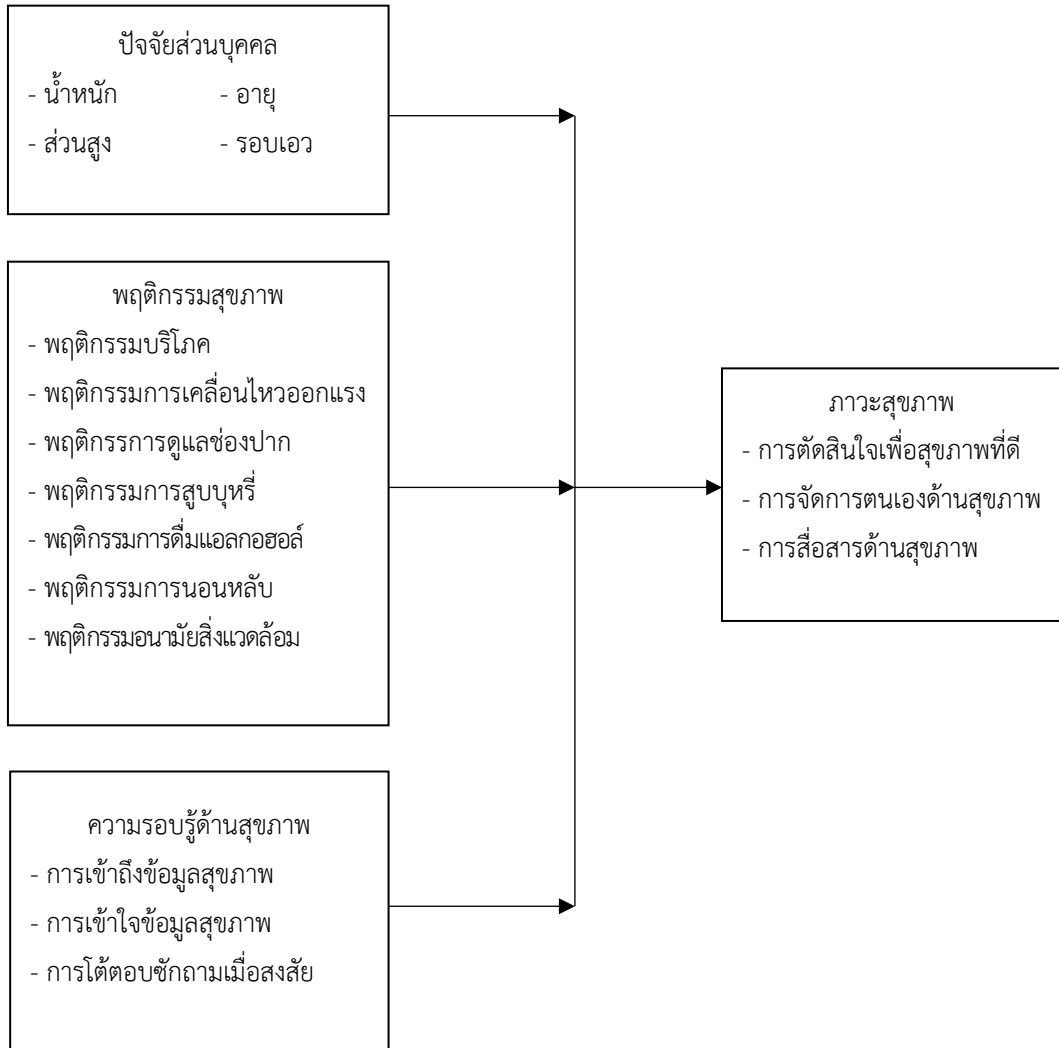 ปัจจัยส่วนบุคคล
- น้ำหนัก - อายุ
- ส่วนสูง - รอบเอว
พฤติกรรมสุขภาพ
- พฤติกรรมบริโภค
- พฤติกรรมการเคลื่อนไหวออกแรง
- พฤติกรรการดูแลช่องปาก
- พฤติกรรมการสูบบุหรี่
- พฤติกรรมการดื่มแอลกอฮอล์
- พฤติกรรมการนอนหลับ
- พฤติกรรมอนามัยสิ่งแวดล้อม
ความรอบรู้ด้านสุขภาพ
- การเข้าถึงข้อมูลสุขภาพ
- การเข้าใจข้อมูลสุขภาพ
- การโต้ตอบซักถามเมื่อสงสัย
ภาวะสุขภาพ
- การตัดสินใจเพื่อสุขภาพที่ดี
- การจัดการตนเองด้านสุขภาพ
- การสื่อสารด้านสุขภาพ